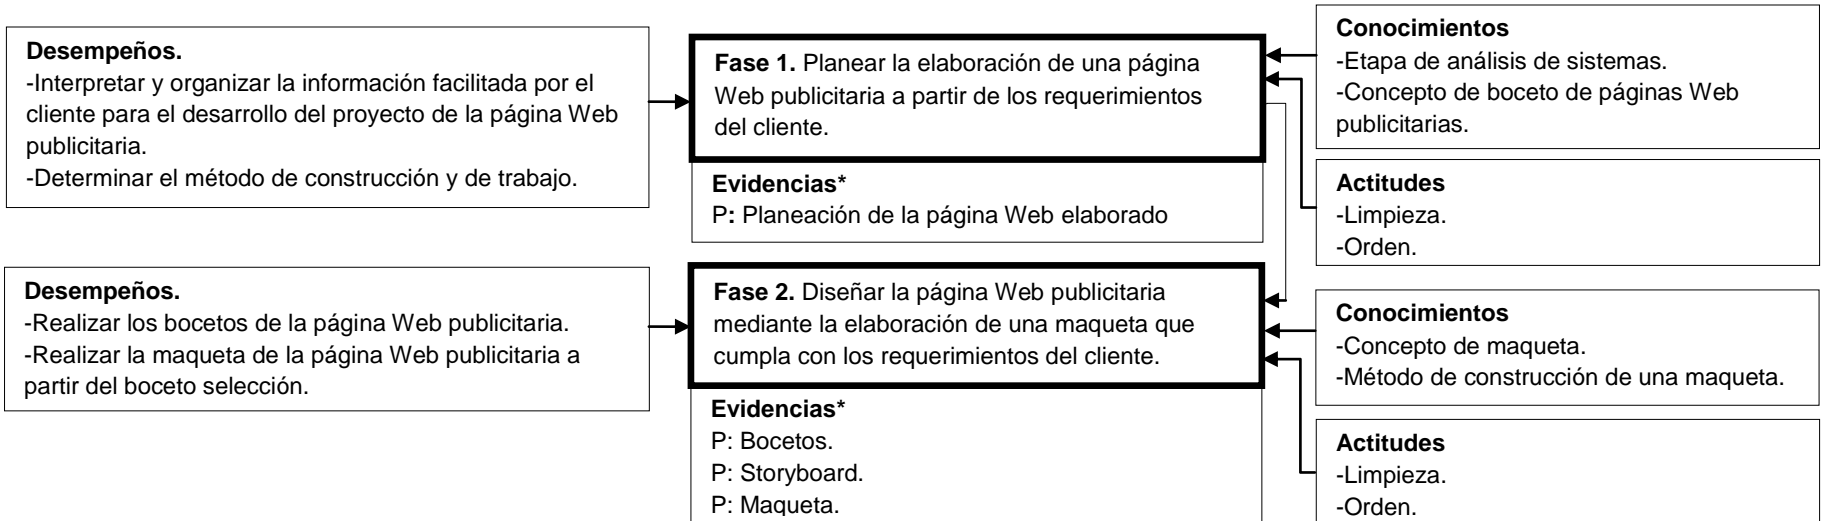 Desempeños.
-Interpretar y organizar la información facilitada por el
cliente para el desarrollo del proyecto de la página Web
publicitaria.
-Determinar el método de construcción y de trabajo.
Fase 1. Planear la elaboración de una página
Web publicitaria a partir de los requerimientos
del cliente.
Evidencias*
P: Planeación de la página Web elaborado
Conocimientos
-Etapa de análisis de sistemas.
-Concepto de boceto de páginas Web
publicitarias.
Actitudes
-Limpieza.
-Orden.
Desempeños.
-Realizar los bocetos de la página Web publicitaria.
-Realizar la maqueta de la página Web publicitaria a
partir del boceto selección.
Fase 2. Diseñar la página Web publicitaria
mediante la elaboración de una maqueta que
cumpla con los requerimientos del cliente.
Evidencias*
P: Bocetos.
P: Storyboard.
P: Maqueta.
Conocimientos
-Concepto de maqueta.
-Método de construcción de una maqueta.
Actitudes
-Limpieza.
-Orden.